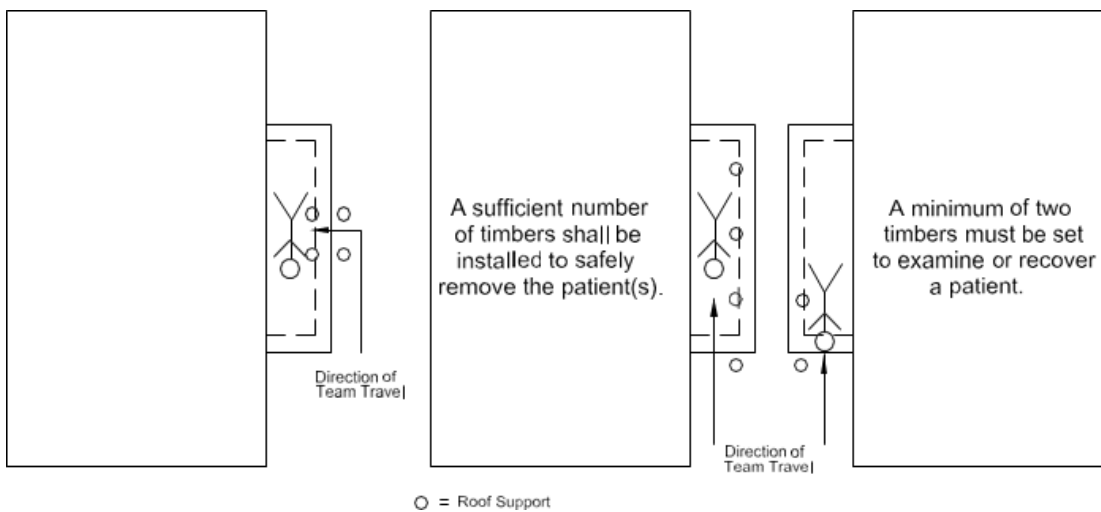 A sufficient number
of timbers shall be
installed to safely
remove the patient(s).
A minimum of two
timbers must be set
to examine or recover
a patient.
Direction of
Team Travel
Direction of
Team Travel
= Roof Support